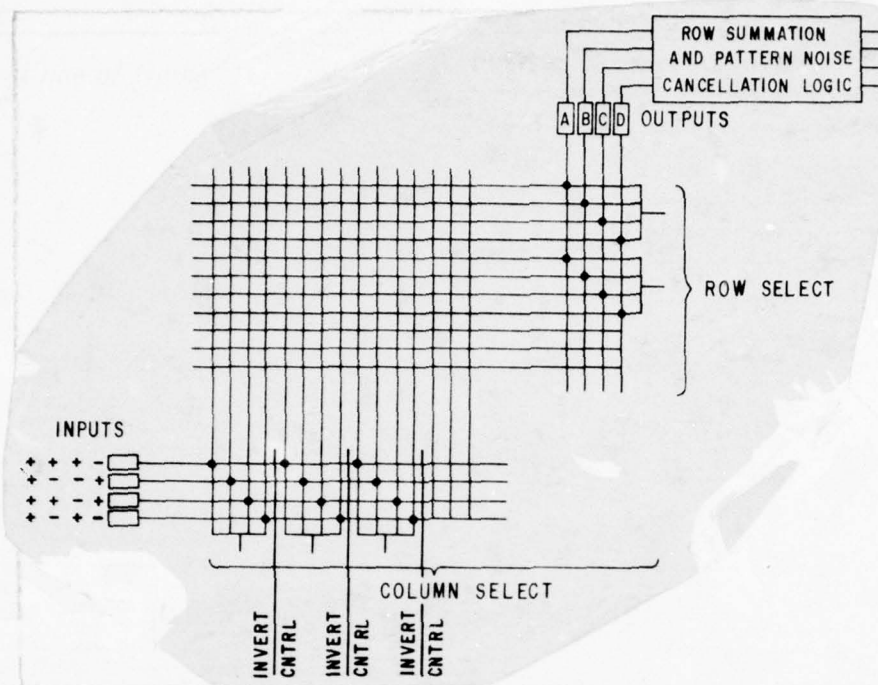 ROW SUMMATION
AND PATTERN NOISE
CANCELLATION LOGIC
A B C D OUTPUTS
ROW SELECT
INPUTS
+ + + -
+ - - +
+ + - +
+ - + -
COLUMN SELECT
INVERT
CNTRL
INVERT
CNTRL
INVERT
CNTRL